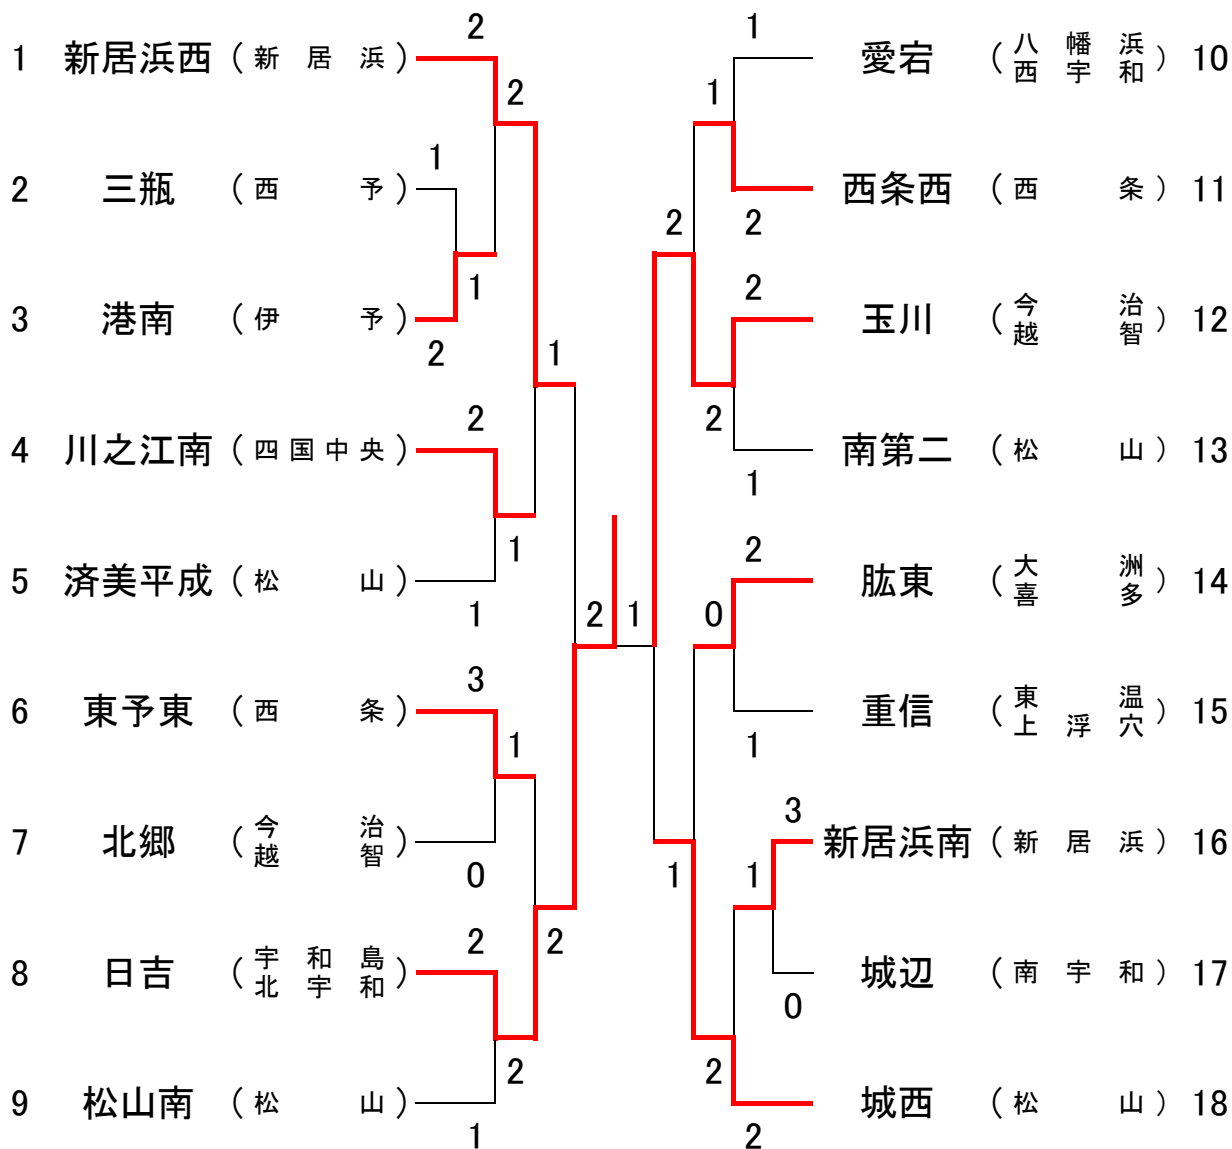 1 新居浜西 (新居浜)
2 三瓶 (西予)
3 港南 (伊予)
4 川之江南 (四国中央)
5 済美平成 (松山)
6 東予東 (西条)
7 北郷 (今治越智)
8 日吉 (宇和島北宇和)
9 松山南 (松山)
2
2
1
1
2
1
2
1
1
3
1
0
2
2
2
1
2
1
1
1
2
2
2
2
1
2
0
1
3
1
1
0
2
2
愛宕 (八幡浜西宇和) 10
西条西 (西条) 11
玉川 (今治越智) 12
南第二 (松山) 13
肱東 (大洲喜多) 14
重信 (東温上浮穴) 15
新居浜南 (新居浜) 16
城辺 (南宇和) 17
城西 (松山) 18